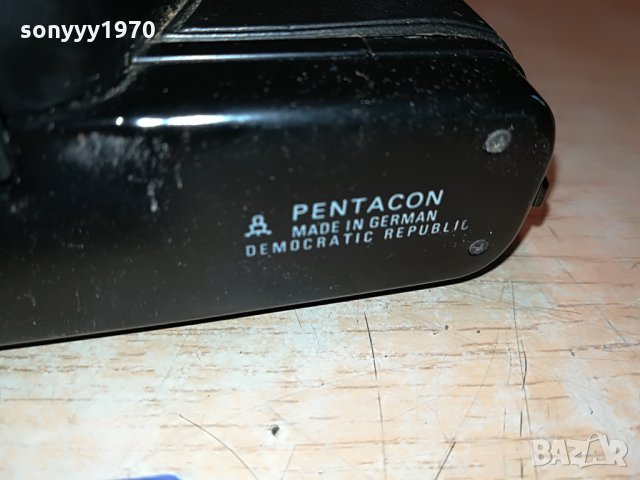 sonyyy1970
PENTACON
MADE IN GERMAN
DEMOCRATIC REPUBLIC
BAZAR